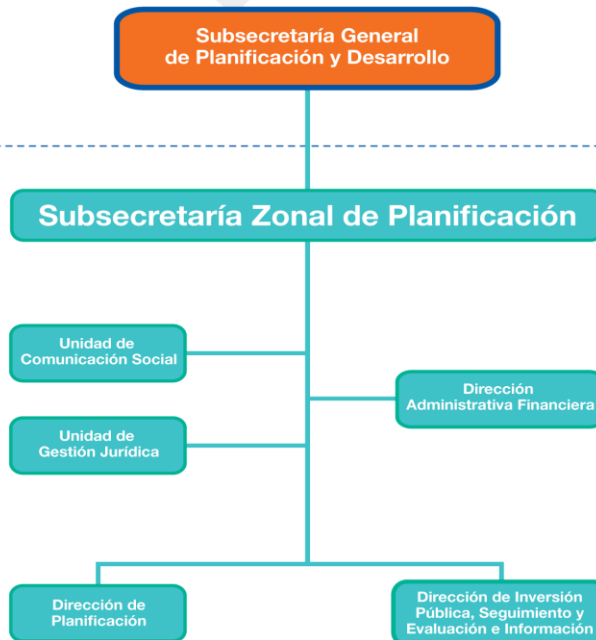 Subsecretaría General
de Planificación y Desarrollo
Subsecretaría Zonal de Planificación
Unidad de
Comunicación Social
Dirección
Administrativa Financiera
Unidad de
Gestión Jurídica
Dirección de
Planificación
Dirección de Inversión
Pública, Seguimiento y
Evaluación e Información